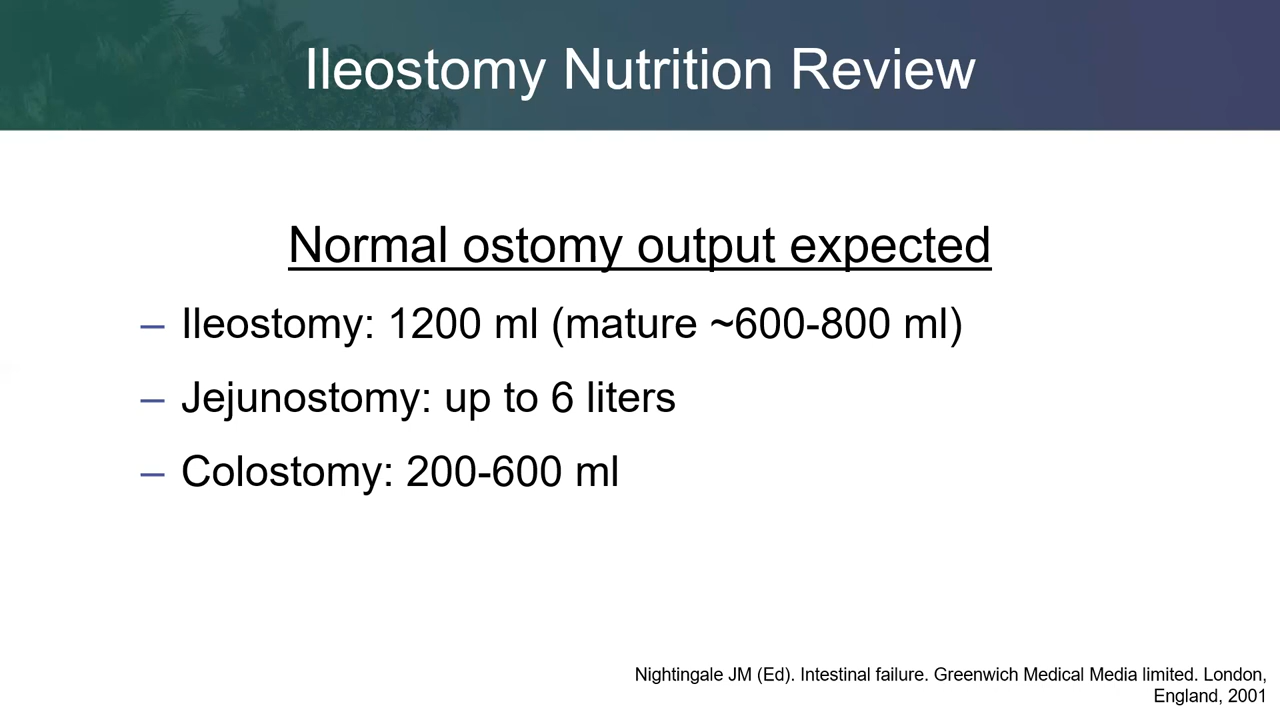 Ileostomy Nutrition Review
Normal ostomy output expected
– Ileostomy: 1200 ml (mature ~600-800 ml)
– Jejunostomy: up to 6 liters
– Colostomy: 200-600 ml
Nightingale JM (Ed). Intestinal failure. Greenwich Medical Media limited. London,
England, 2001